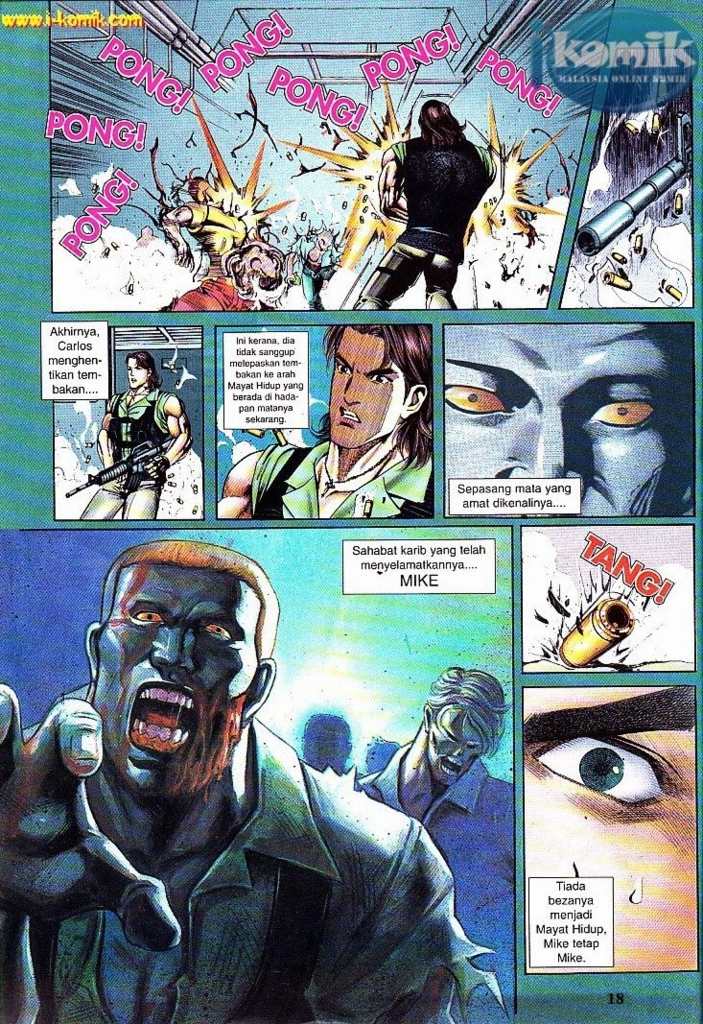 www.i-komik.com
komik
MALAYSIA ONLINE KOMIK
PONG!
PONG!
PONG!
PONG!
PONG!
PONG!
PONG!
Akhirnya,
Carlos
menghen-
tikan tem-
bakan....
Ini kerana, dia
tidak sanggup
melepaskan tem-
bakan ke arah
Mayat Hidup yang
berada di hada-
pan matanya
sekarang.
Sepasang mata yang
amat dikenalinya....
Sahabat karib yang telah
menyelamatkannya....
MIKE
TANG!
Tiada
bezanya
menjadi
Mayat Hidup,
Mike tetap
Mike.
18